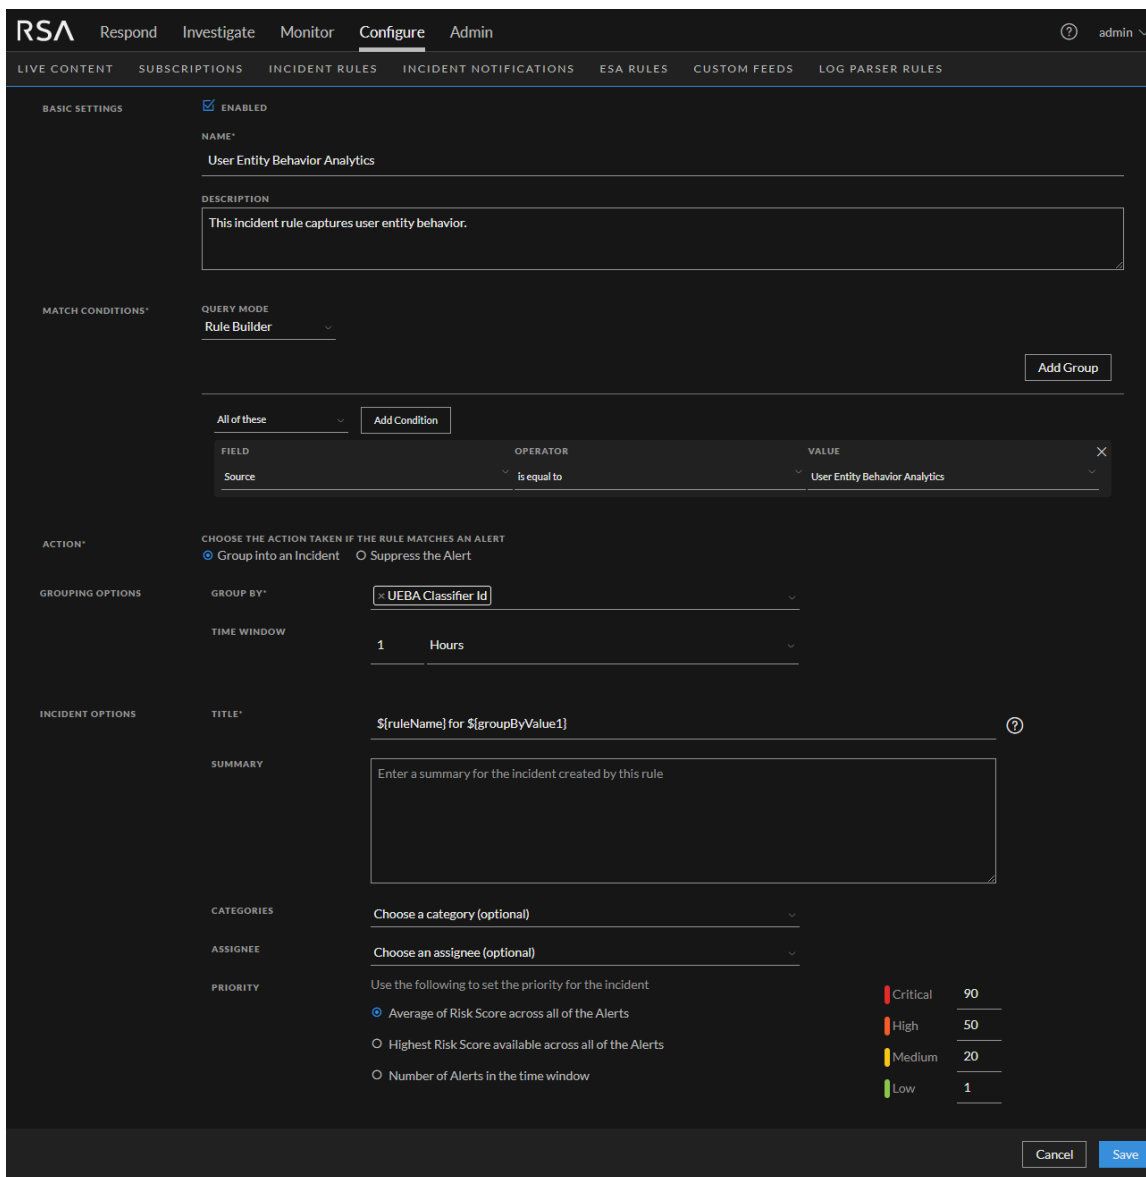 RSA Respond Investigate Monitor Configure Admin ? admin
LIVE CONTENT SUBSCRIPTIONS INCIDENT RULES INCIDENT NOTIFICATIONS ESA RULES CUSTOM FEEDS LOG PARSER RULES
BASIC SETTINGS ENABLED
NAME*
User Entity Behavior Analytics
DESCRIPTION
This incident rule captures user entity behavior.
MATCH CONDITIONS* QUERY MODE
Rule Builder
Add Group
All of these Add Condition
FIELD OPERATOR VALUE
Source is equal to User Entity Behavior Analytics
ACTION* CHOOSE THE ACTION TAKEN IF THE RULE MATCHES AN ALERT
Group into an Incident Suppress the Alert
GROUPING OPTIONS GROUP BY* × UEBA Classifier Id
TIME WINDOW
1 Hours
INCIDENT OPTIONS TITLE*
${ruleName} for ${groupByValue1} ?
SUMMARY
Enter a summary for the incident created by this rule
CATEGORIES Choose a category (optional)
ASSIGNEE Choose an assignee (optional)
PRIORITY Use the following to set the priority for the incident
Critical 90
Average of Risk Score across all of the Alerts
High 50
Highest Risk Score available across all of the Alerts
Medium 20
Number of Alerts in the time window
Low 1
Cancel Save